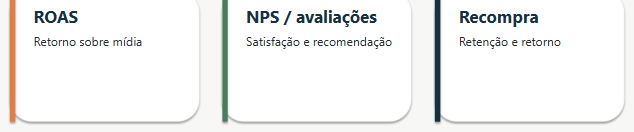 ROAS
Retorno sobre mídia
NPS / avaliações
Satisfação e recomendação
Recompra
Retenção e retorno